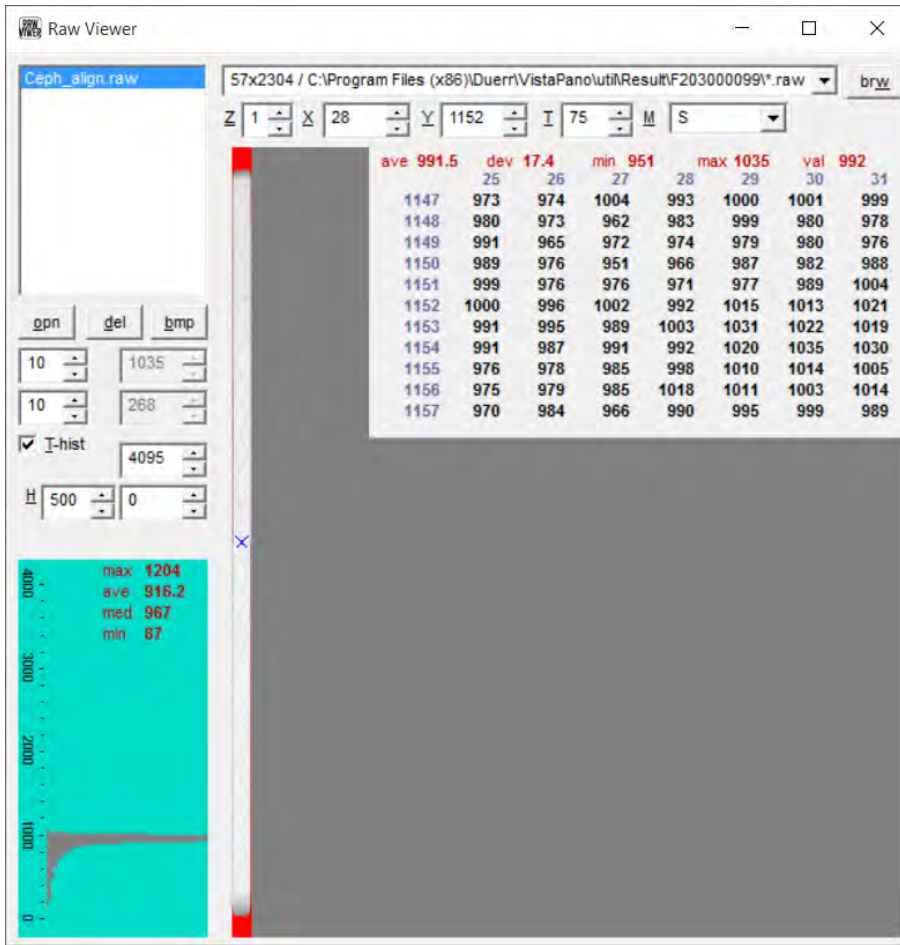 RAW VIWER Raw Viewer
Ceph_align.raw
57x2304 / C:\Program Files (x86)\Duerr\VistaPano\util\Result\F203000099\*.raw brw
Z 1 X 28 Y 1152 T 75 M S
ave 991.5 dev 17.4 min 951 max 1035 val 992
25 26 27 28 29 30 31
1147 973 974 1004 993 1000 1001 999
1148 980 973 962 983 999 980 978
1149 991 965 972 974 979 980 976
1150 989 976 951 966 987 982 988
1151 999 976 976 971 977 989 1004
1152 1000 996 1002 992 1015 1013 1021
1153 991 995 989 1003 1031 1022 1019
1154 991 987 991 992 1020 1035 1030
1155 976 978 985 998 1010 1014 1005
1156 975 979 985 1018 1011 1003 1014
1157 970 984 966 990 995 999 989
opn del bmp
10 1035
10 268
T-hist
4095
H 500 0
max 1204
ave 916.2
med 967
min 87
4000
3000
2000
1000
0